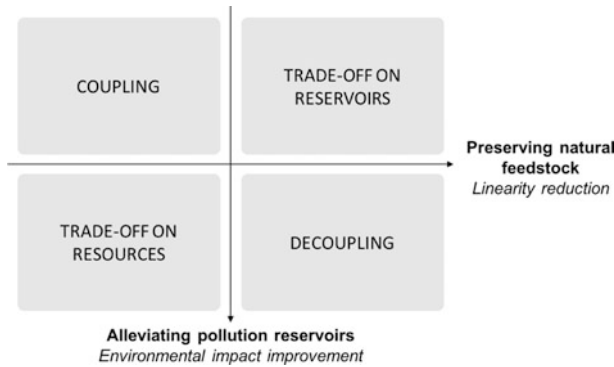 COUPLING
TRADE-OFF ON
RESERVOIRS
Preserving natural
feedstock
Linearity reduction
TRADE-OFF ON
RESOURCES
DECOUPLING
Alleviating pollution reservoirs
Environmental impact improvement